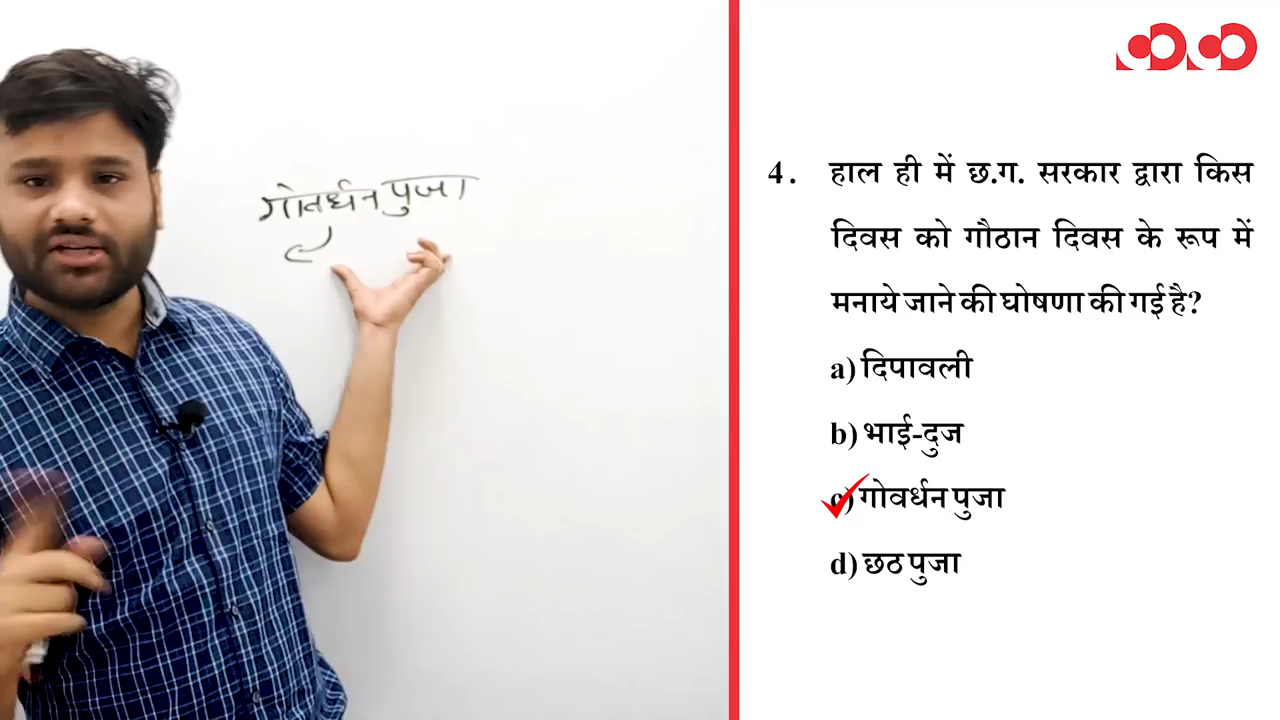 गोवर्धन पुजा
4. हाल ही में छ.ग. सरकार द्वारा किस
दिवस को गौठान दिवस के रूप में
मनाये जाने की घोषणा की गई है?
a) दिपावली
b) भाई-दुज
c) गोवर्धन पुजा
d) छठ पुजा